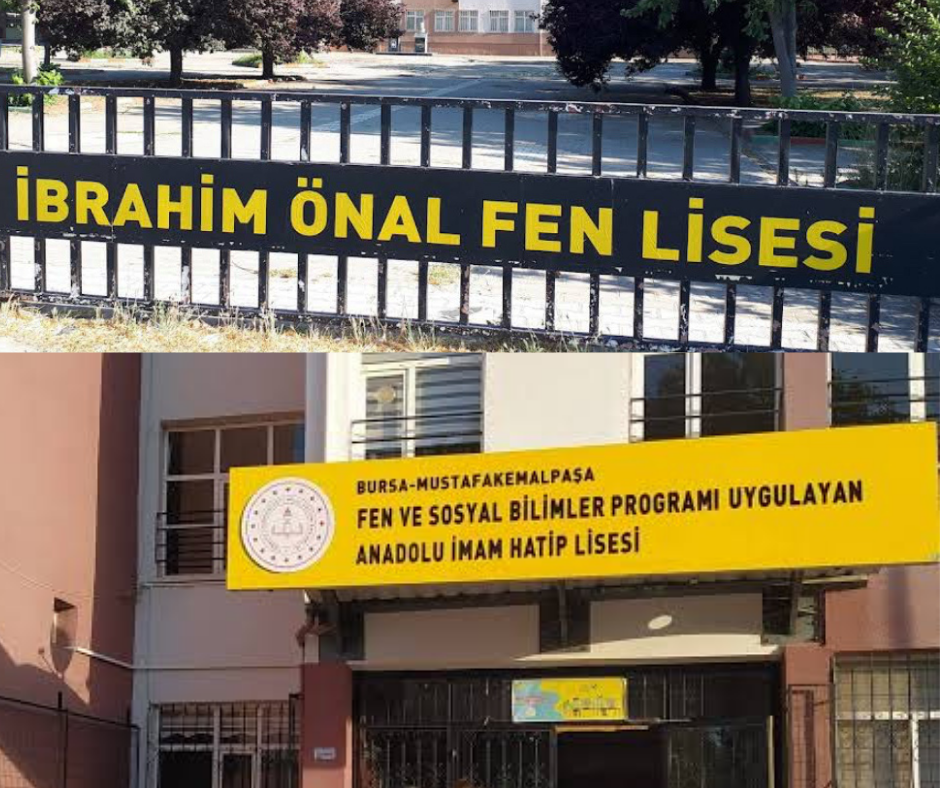 İBRAHİM ÖNAL FEN LİSESİ
BURSA-MUSTAFAKEMALPAŞA
FEN VE SOSYAL BİLİMLER PROGRAMI UYGULAYAN
ANADOLU İMAM HATİP LİSESİ